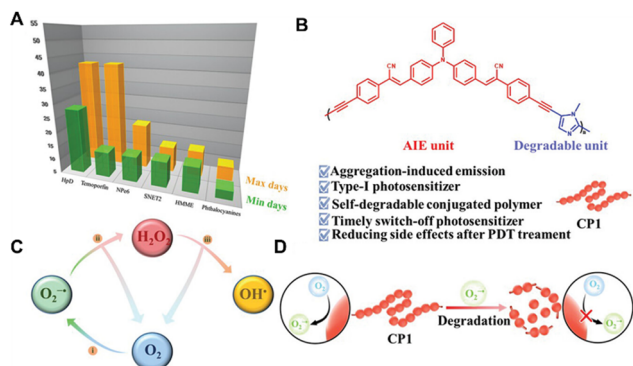 A
55
50
45
40
35
30
25
20
15
10
5
HpD
Temoporfin
NPe6
SNET2
HMME
Phthalocyanines
Max days
Min days
B
CN
N
CN
N
N
n
AIE unit
Degradable unit
Aggregation-induced emission
Type-I photosensitizer
Self-degradable conjugated polymer
Timely switch-off photosensitizer
Reducing side effects after PDT treament
CP1
C
ii
H₂O₂
iii
O₂⁻•
OH•
i
O₂
D
O₂
O₂⁻•
CP1
O₂⁻•
Degradation
O₂
O₂⁻•